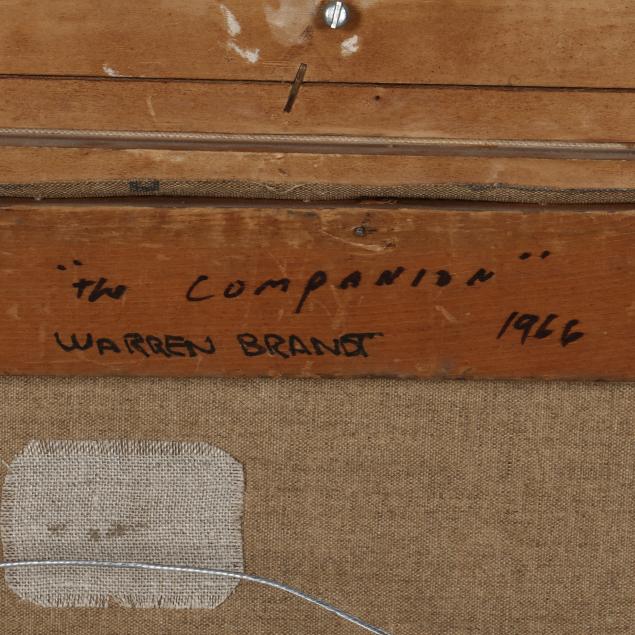 "the COMPANION"
1966
WARREN BRANDT